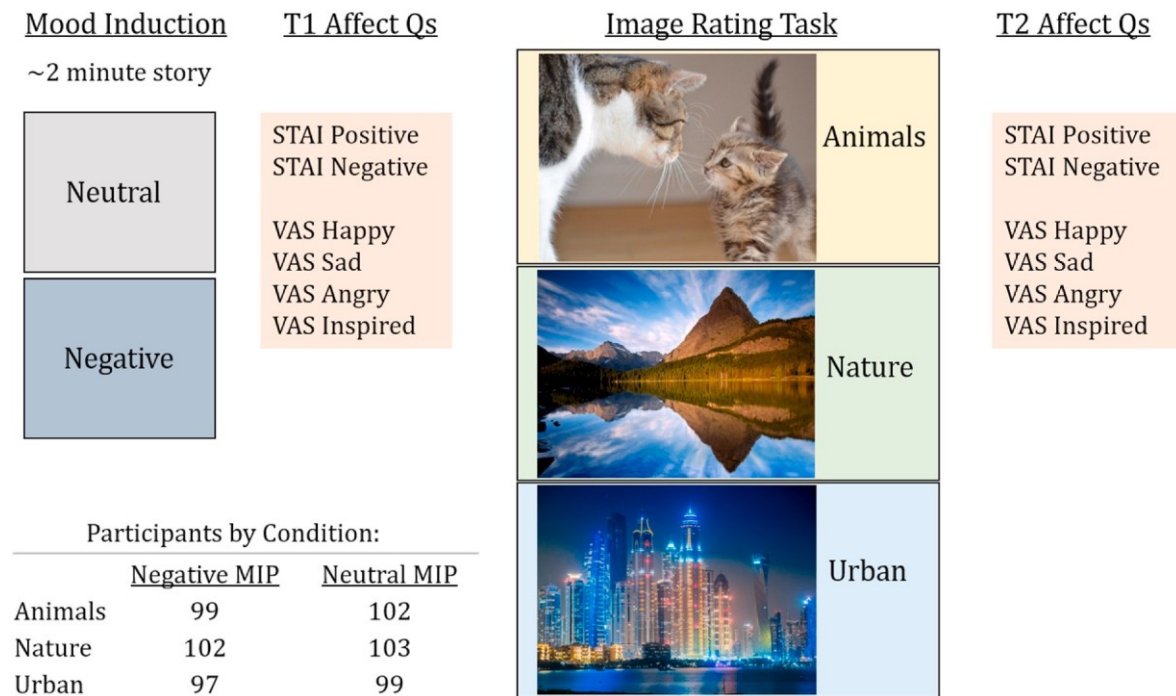 Mood Induction
~2 minute story
Neutral
Negative
T1 Affect Qs
STAI Positive
STAI Negative
VAS Happy
VAS Sad
VAS Angry
VAS Inspired
Image Rating Task
Animals
Nature
Urban
T2 Affect Qs
STAI Positive
STAI Negative
VAS Happy
VAS Sad
VAS Angry
VAS Inspired
Participants by Condition:
Negative MIP Neutral MIP
Animals 99 102
Nature 102 103
Urban 97 99